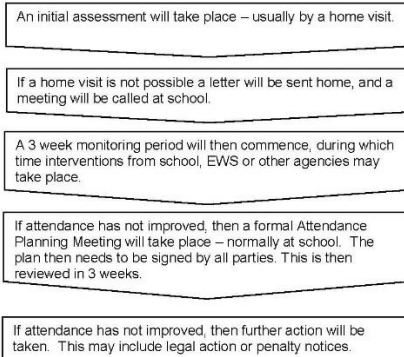 An initial assessment will take place – usually by a home visit.
If a home visit is not possible a letter will be sent home, and a
meeting will be called at school.
A 3 week monitoring period will then commence, during which
time interventions from school, EWS or other agencies may
take place.
If attendance has not improved, then a formal Attendance
Planning Meeting will take place – normally at school.  The
plan then needs to be signed by all parties. This is then
reviewed in 3 weeks.
If attendance has not improved, then further action will be
taken.  This may include legal action or penalty notices.